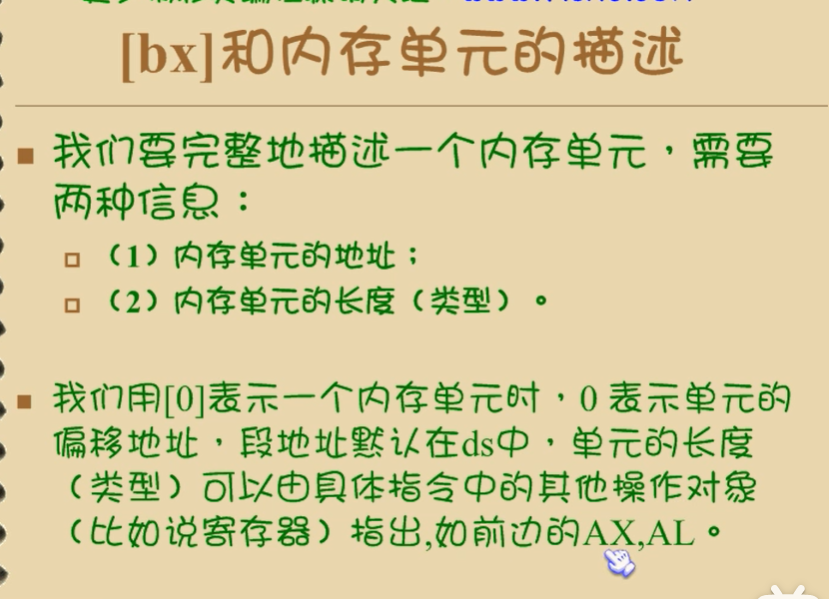 [bx]和内存单元的描述
■ 我们要完整地描述一个内存单元，需要
两种信息：
□ （1）内存单元的地址；
□ （2）内存单元的长度（类型）。
■ 我们用[0]表示一个内存单元时，0 表示单元的
偏移地址，段地址默认在ds中，单元的长度
（类型）可以由具体指令中的其他操作对象
（比如说寄存器）指出,如前边的AX,AL。